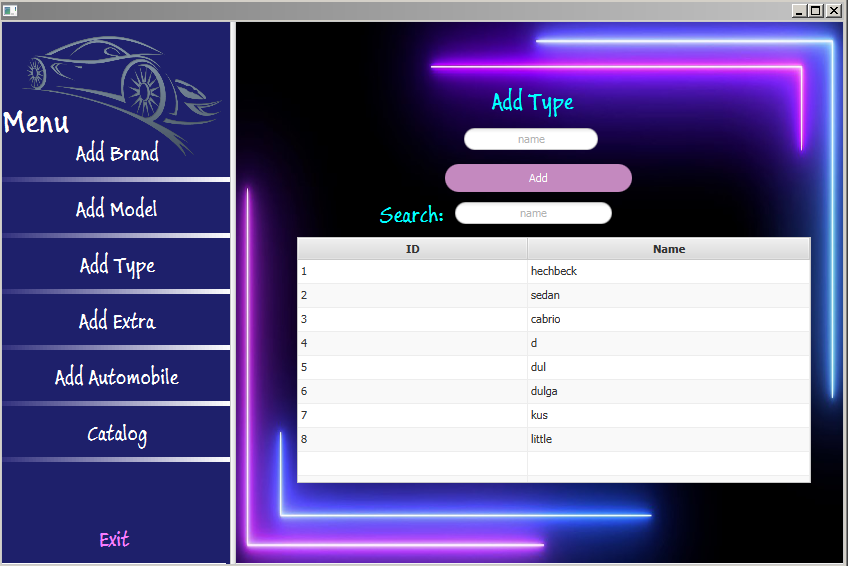 Menu
Add Brand
Add Model
Add Type
Add Extra
Add Automobile
Catalog
Exit
Add Type
name
Add
Search: name
ID Name
1 hechbeck
2 sedan
3 cabrio
4 d
5 dul
6 dulga
7 kus
8 little